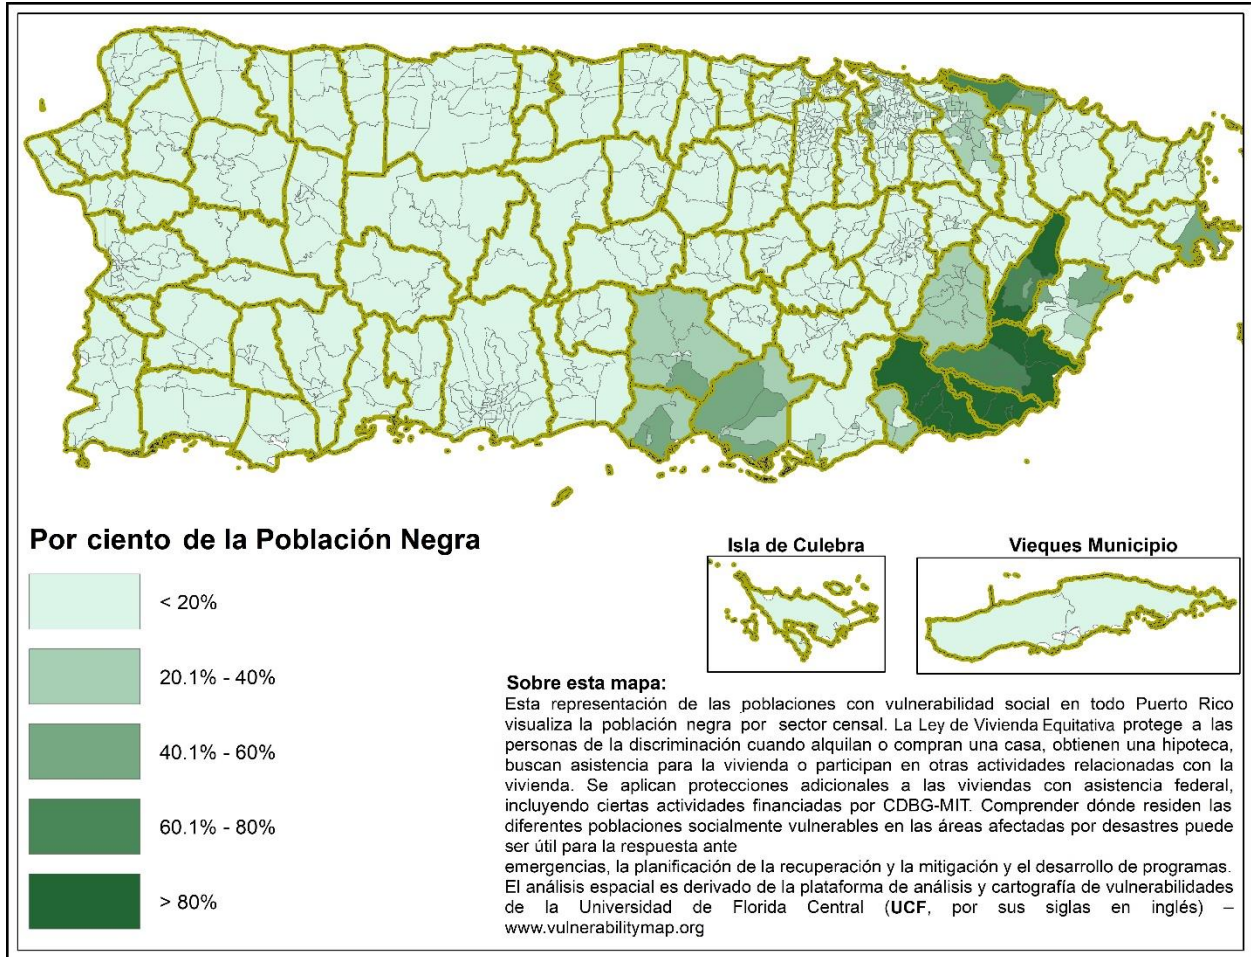 Por ciento de la Población Negra
< 20%
20.1% - 40%
40.1% - 60%
60.1% - 80%
> 80%
Isla de Culebra
Vieques Municipio
Sobre esta mapa:
Esta representación de las poblaciones con vulnerabilidad social en todo Puerto Rico
visualiza la población negra por sector censal. La Ley de Vivienda Equitativa protege a las
personas de la discriminación cuando alquilan o compran una casa, obtienen una hipoteca,
buscan asistencia para la vivienda o participan en otras actividades relacionadas con la
vivienda. Se aplican protecciones adicionales a las viviendas con asistencia federal,
incluyendo ciertas actividades financiadas por CDBG-MIT. Comprender dónde residen las
diferentes poblaciones socialmente vulnerables en las áreas afectadas por desastres puede
ser útil para la respuesta ante
emergencias, la planificación de la recuperación y la mitigación y el desarrollo de programas.
El análisis espacial es derivado de la plataforma de análisis y cartografía de vulnerabilidades
de la Universidad de Florida Central (UCF, por sus siglas en inglés) –
www.vulnerabilitymap.org